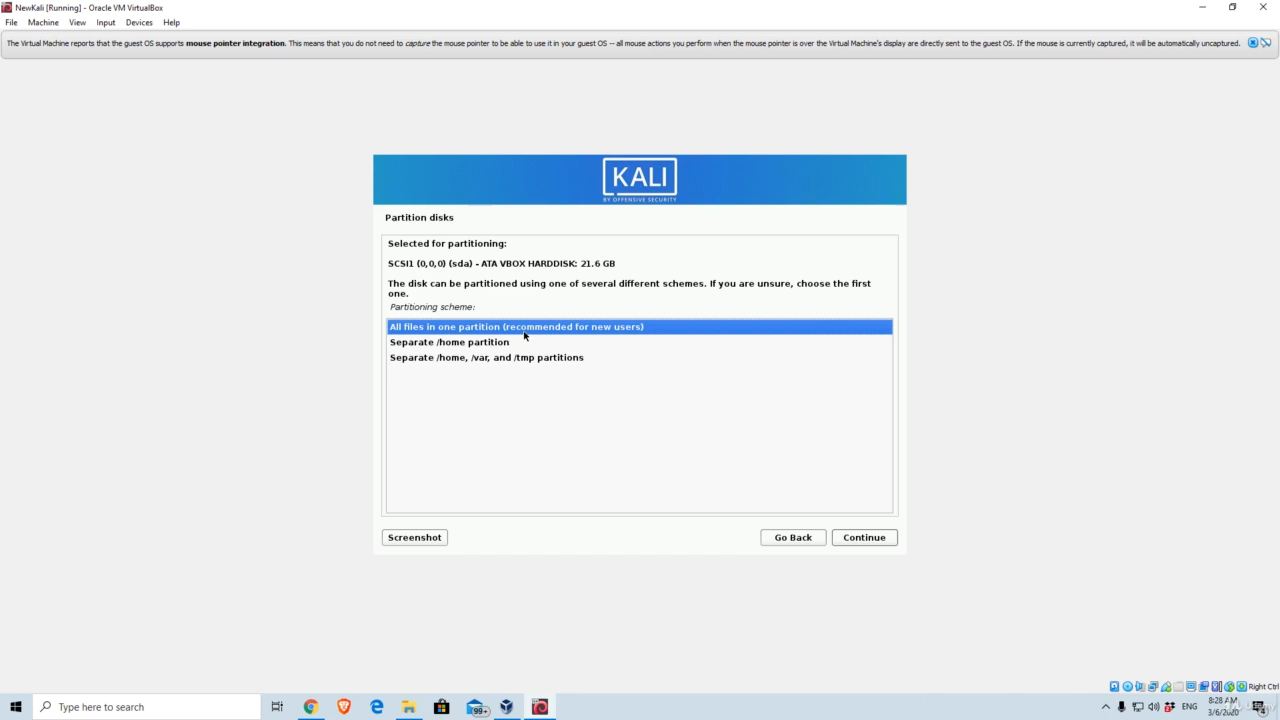 NewKali [Running] - Oracle VM VirtualBox
File Machine View Input Devices Help
The Virtual Machine reports that the guest OS supports mouse pointer integration. This means that you do not need to capture the mouse pointer to be able to use it in your guest OS -- all mouse actions you perform when the mouse pointer is over the Virtual Machine's display are directly sent to the guest OS. If the mouse is currently captured, it will be automatically uncaptured.
KALI
BY OFFENSIVE SECURITY
Partition disks
Selected for partitioning:
SCSI1 (0,0,0) (sda) - ATA VBOX HARDDISK: 21.6 GB
The disk can be partitioned using one of several different schemes. If you are unsure, choose the first
one.
Partitioning scheme:
All files in one partition (recommended for new users)
Separate /home partition
Separate /home, /var, and /tmp partitions
Screenshot Go Back Continue
Right Ctrl
Type here to search
99+
ENG
8:28 AM
3/6/2020
4